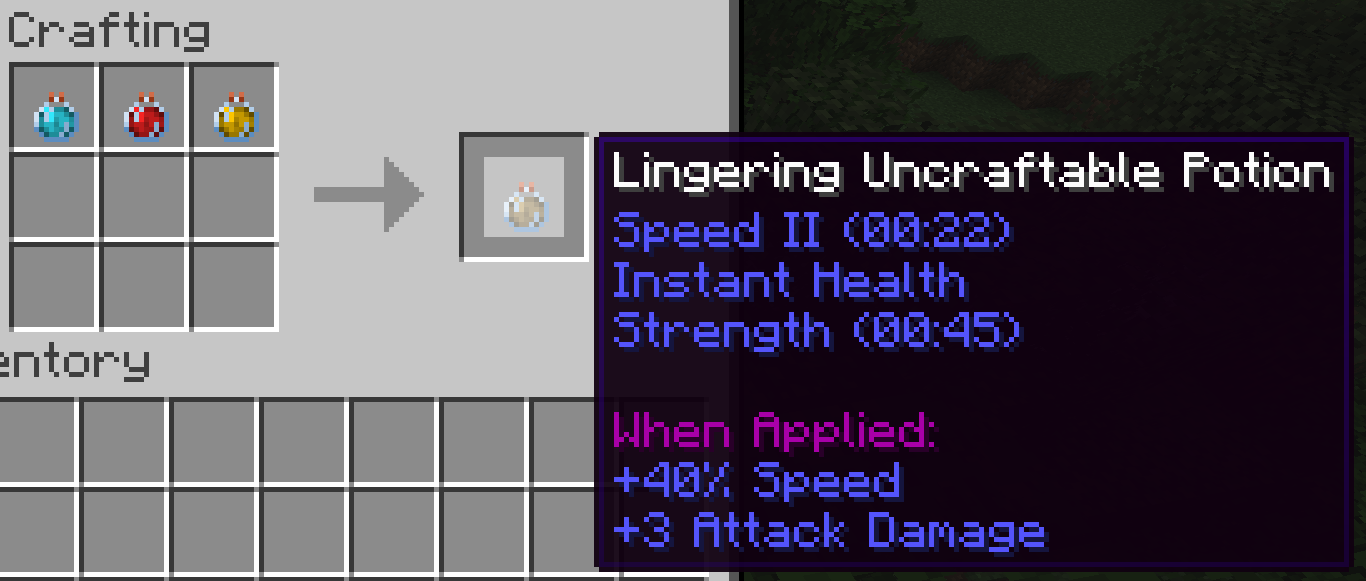 Crafting
Lingering Uncraftable Potion
Speed II (00:22)
Instant Health
Strength (00:45)
entory
When Applied:
+40% Speed
+3 Attack Damage